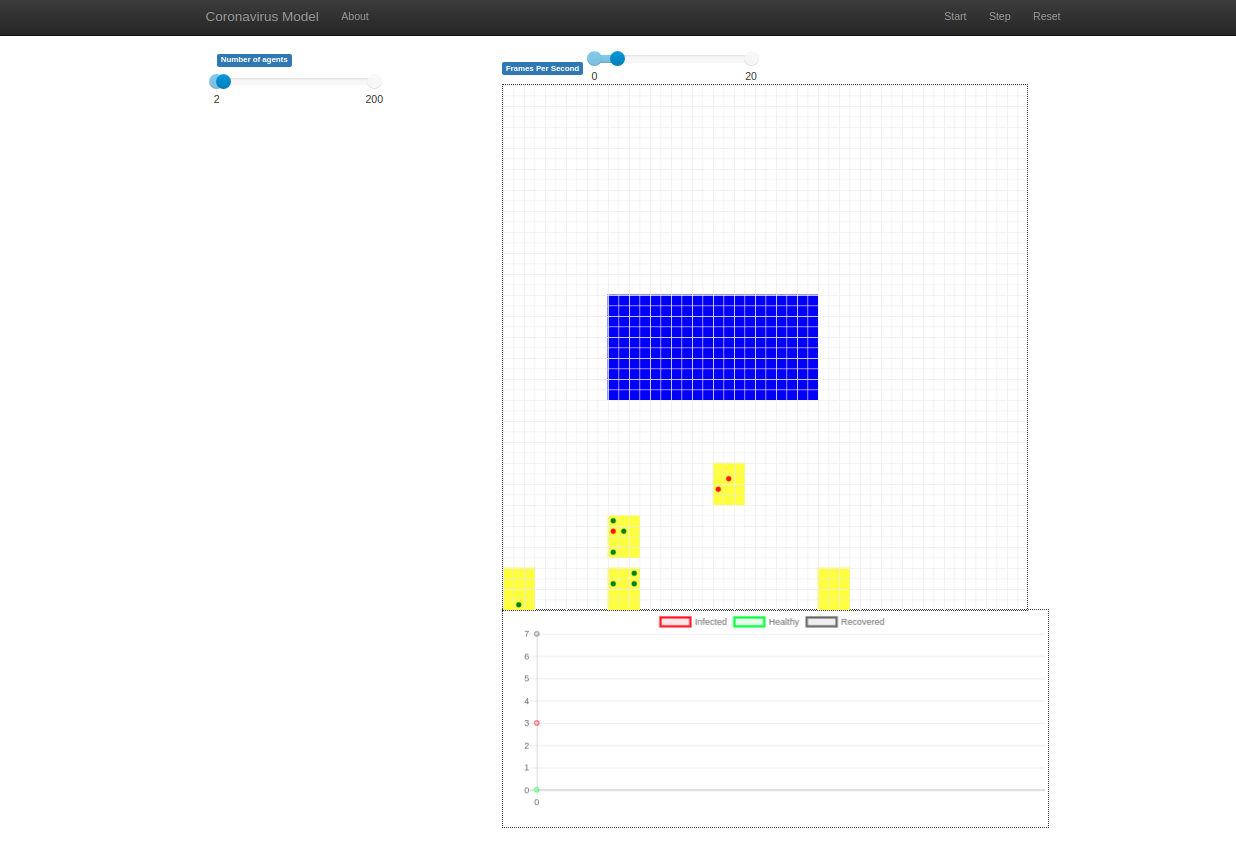 Coronavirus Model About Start Step Reset
Number of agents
2 200
Frames Per Second
0 20
Infected Healthy Recovered
7
6
5
4
3
2
1
0
0